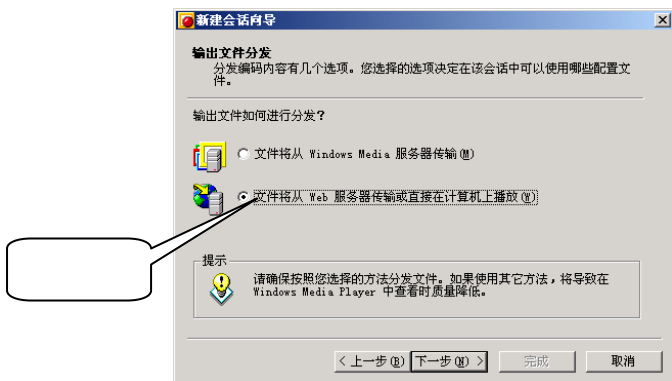 新建会话向导
输出文件分发
分发编码内容有几个选项。您选择的选项决定在该会话中可以使用哪些配置文
件。
输出文件如何进行分发?
文件将从 Windows Media 服务器传输(M)
文件将从 Web 服务器传输或直接在计算机上播放(W)
提示
请确保按照您选择的方法分发文件。如果使用其它方法，将导致在
Windows Media Player 中查看时质量降低。
< 上一步(B) 下一步(N) > 完成 取消